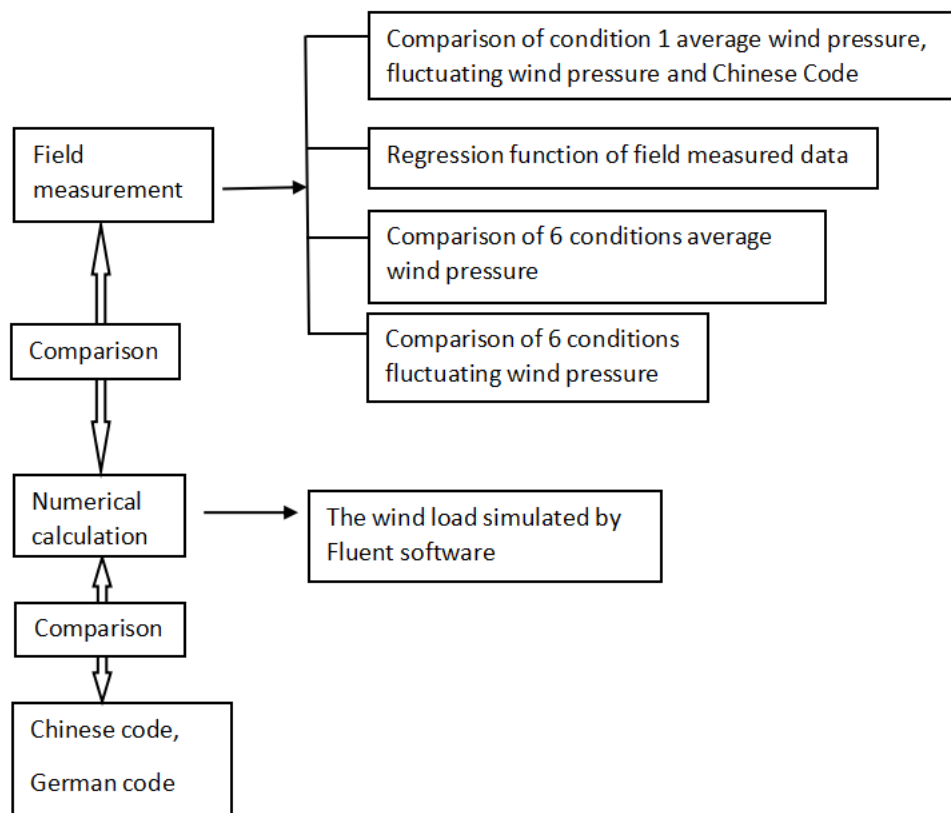 Comparison of condition 1 average wind pressure,
fluctuating wind pressure and Chinese Code
Field
measurement
Regression function of field measured data
Comparison of 6 conditions average
wind pressure
Comparison
Comparison of 6 conditions
fluctuating wind pressure
Numerical
calculation
The wind load simulated by
Fluent software
Comparison
Chinese code,
German code